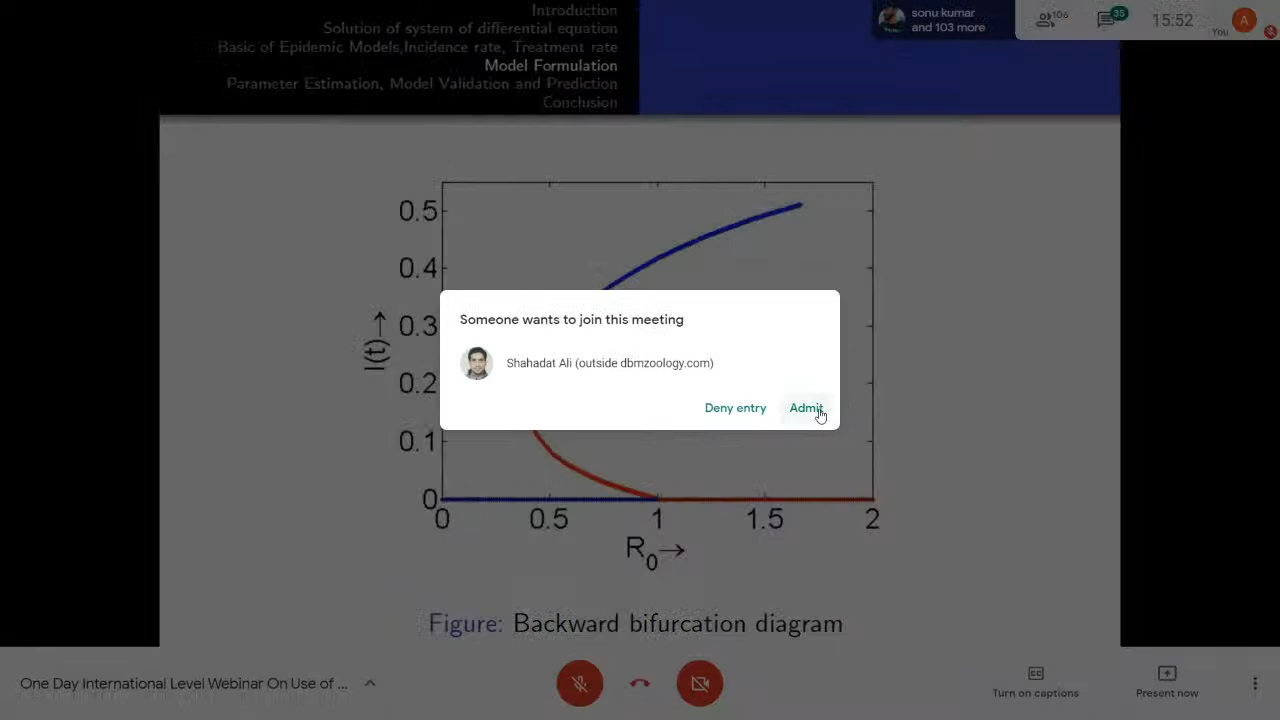 Introduction
Solution of system of differential equation
Basic of Epidemic Models,Incidence rate, Treatment rate
Model Formulation
Parameter Estimation, Model Validation and Prediction
Conclusion
sonu kumar
and 103 more
106
35
15:52
You
A
0.5
0.4
0.3
0.2
0.1
0
I(t)→
Someone wants to join this meeting
Shahadat Ali (outside dbmzoology.com)
Deny entry Admit
0 0.5 1 1.5 2
R0→
Figure: Backward bifurcation diagram
One Day International Level Webinar On Use of ...
CC
Turn on captions
Present now